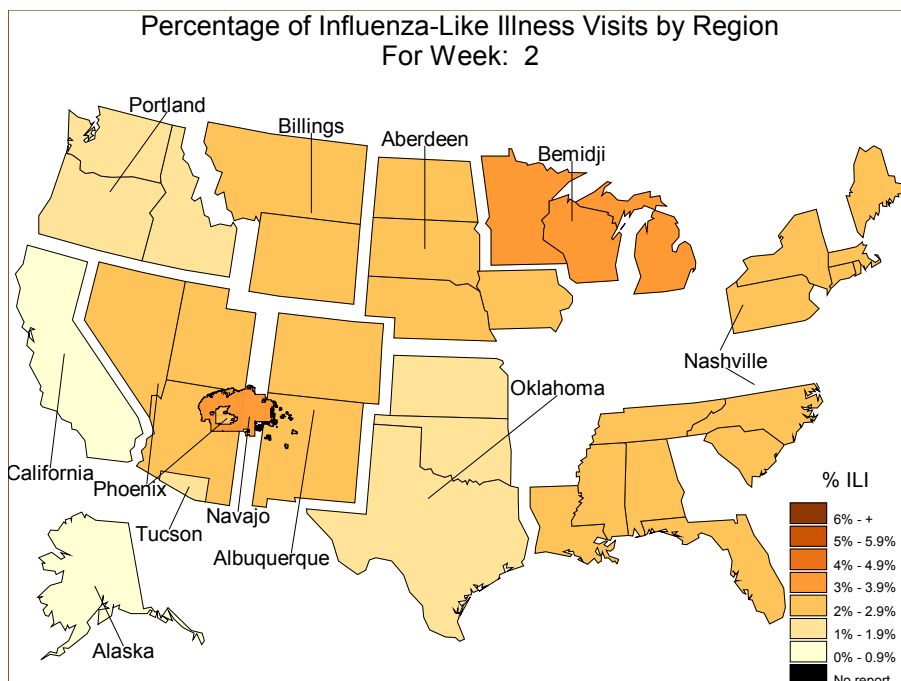 Percentage of Influenza-Like Illness Visits by Region
For Week: 2
Portland
Billings
Aberdeen
Bemidji
Nashville
Oklahoma
California
Phoenix
Navajo
Tucson
Albuquerque
Alaska
% ILI
6% - +
5% - 5.9%
4% - 4.9%
3% - 3.9%
2% - 2.9%
1% - 1.9%
0% - 0.9%
No report